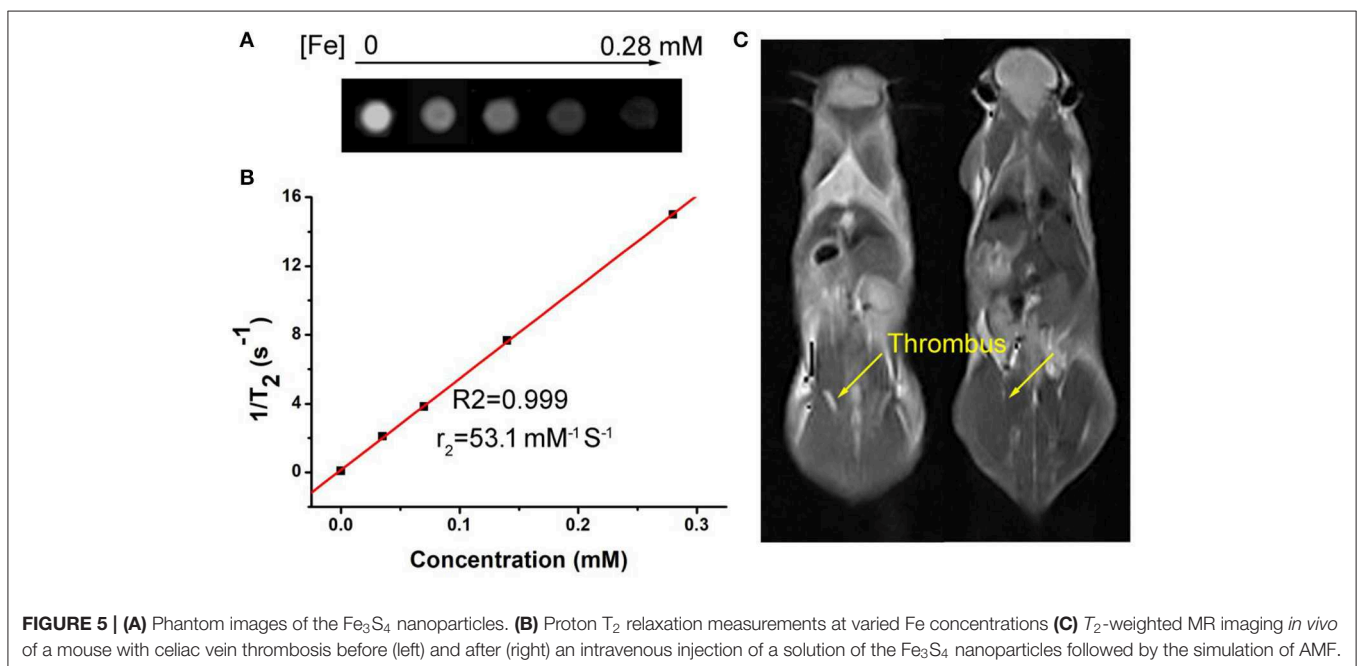 A
[Fe] 0 0.28 mM
B
16
12
8
4
0
1/T₂ (s⁻¹)
R2=0.999
r₂=53.1 mM⁻¹ S⁻¹
0.0 0.1 0.2 0.3
Concentration (mM)
C
Thrombus
FIGURE 5 | (A) Phantom images of the Fe₃S₄ nanoparticles. (B) Proton T₂ relaxation measurements at varied Fe concentrations (C) T₂-weighted MR imaging in vivo
of a mouse with celiac vein thrombosis before (left) and after (right) an intravenous injection of a solution of the Fe₃S₄ nanoparticles followed by the simulation of AMF.